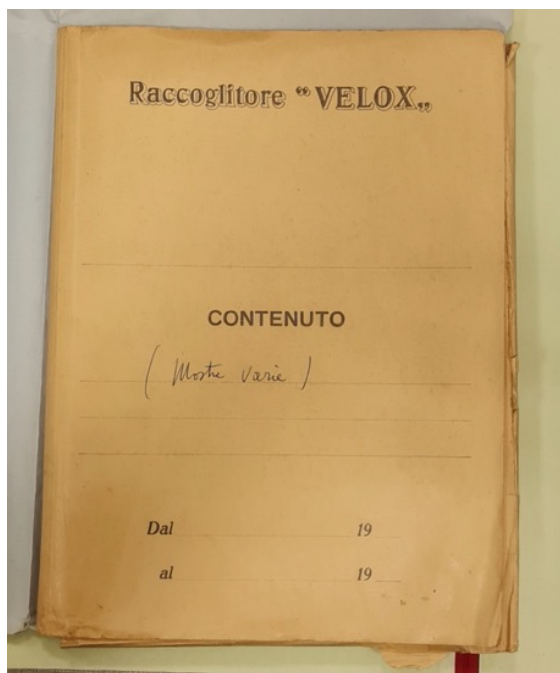 Raccoglitore “VELOX„
CONTENUTO
( Mostre varie )
Dal 19
al 19